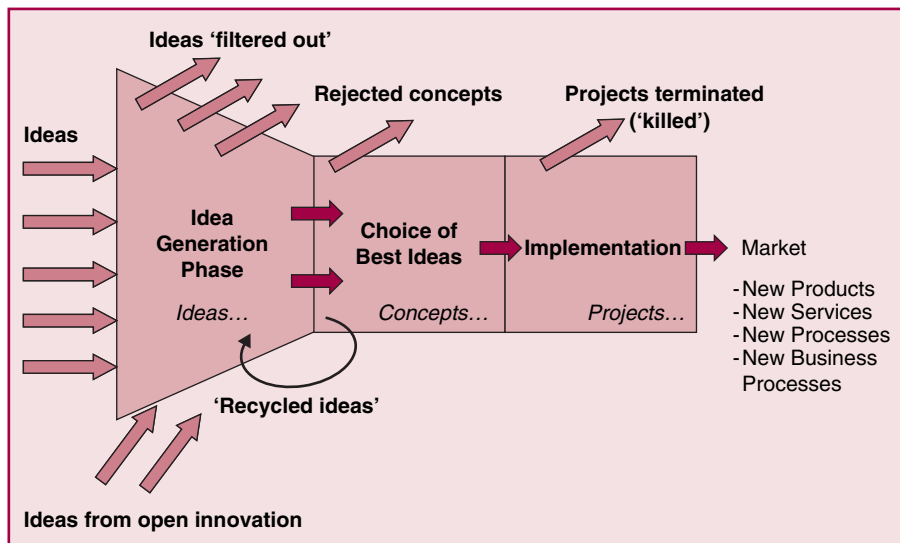 Ideas ‘filtered out’
Rejected concepts
Projects terminated
(‘killed’)
Ideas
Idea
Generation
Phase
Ideas…
Choice of
Best Ideas
Concepts…
Implementation
Projects…
Market
-New Products
-New Services
-New Processes
-New Business
Processes
‘Recycled ideas’
Ideas from open innovation